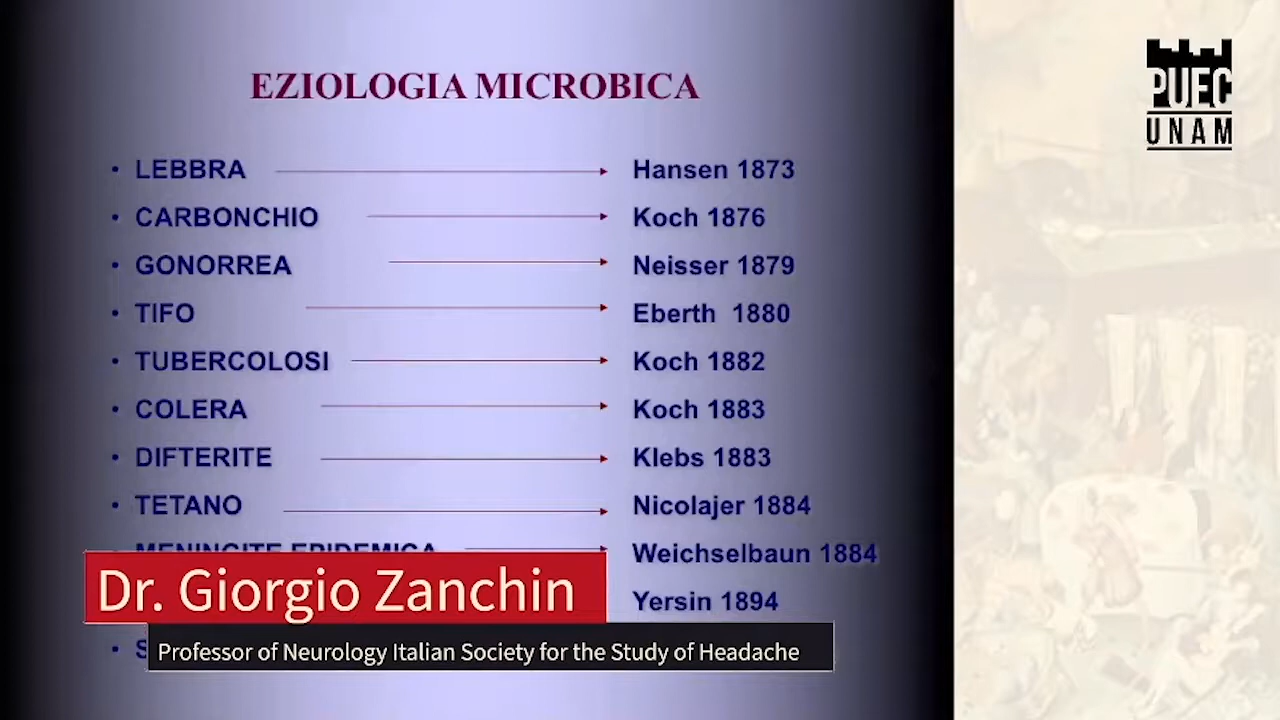 EZIOLOGIA MICROBICA
PUEC
UNAM
• LEBBRA Hansen 1873
• CARBONCHIO Koch 1876
• GONORREA Neisser 1879
• TIFO Eberth 1880
• TUBERCOLOSI Koch 1882
• COLERA Koch 1883
• DIFTERITE Klebs 1883
• TETANO Nicolajer 1884
• MENINGITE EPIDEMICA Weichselbaun 1884
Yersin 1894
Dr. Giorgio Zanchin
Professor of Neurology Italian Society for the Study of Headache